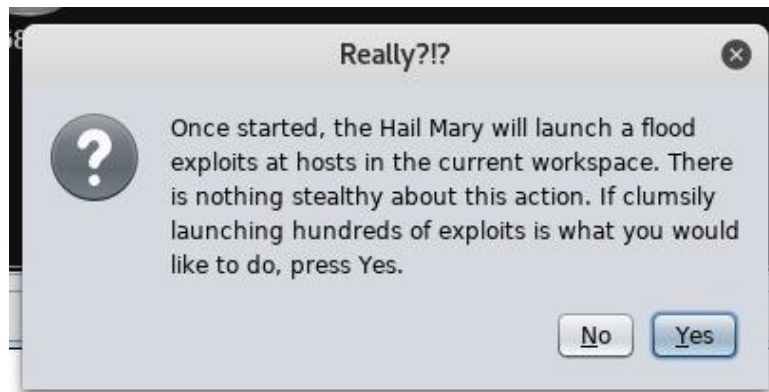 Really?!?
Once started, the Hail Mary will launch a flood
exploits at hosts in the current workspace. There
is nothing stealthy about this action. If clumsily
launching hundreds of exploits is what you would
like to do, press Yes.
No Yes